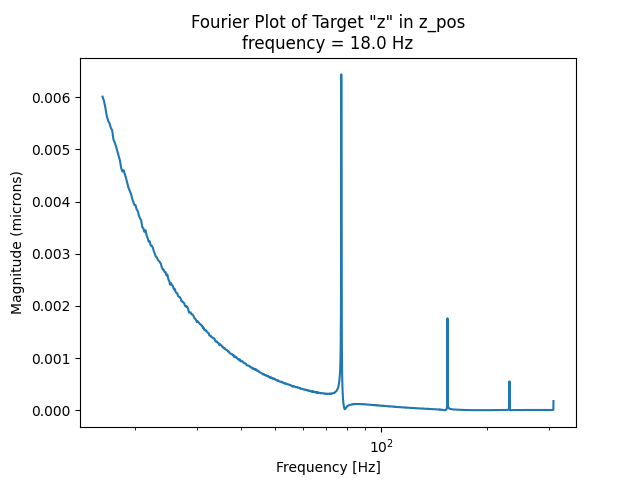 Fourier Plot of Target "z" in z_pos
frequency = 18.0 Hz
0.006
0.005
0.004
0.003
0.002
0.001
0.000
Magnitude (microns)
10²
Frequency [Hz]